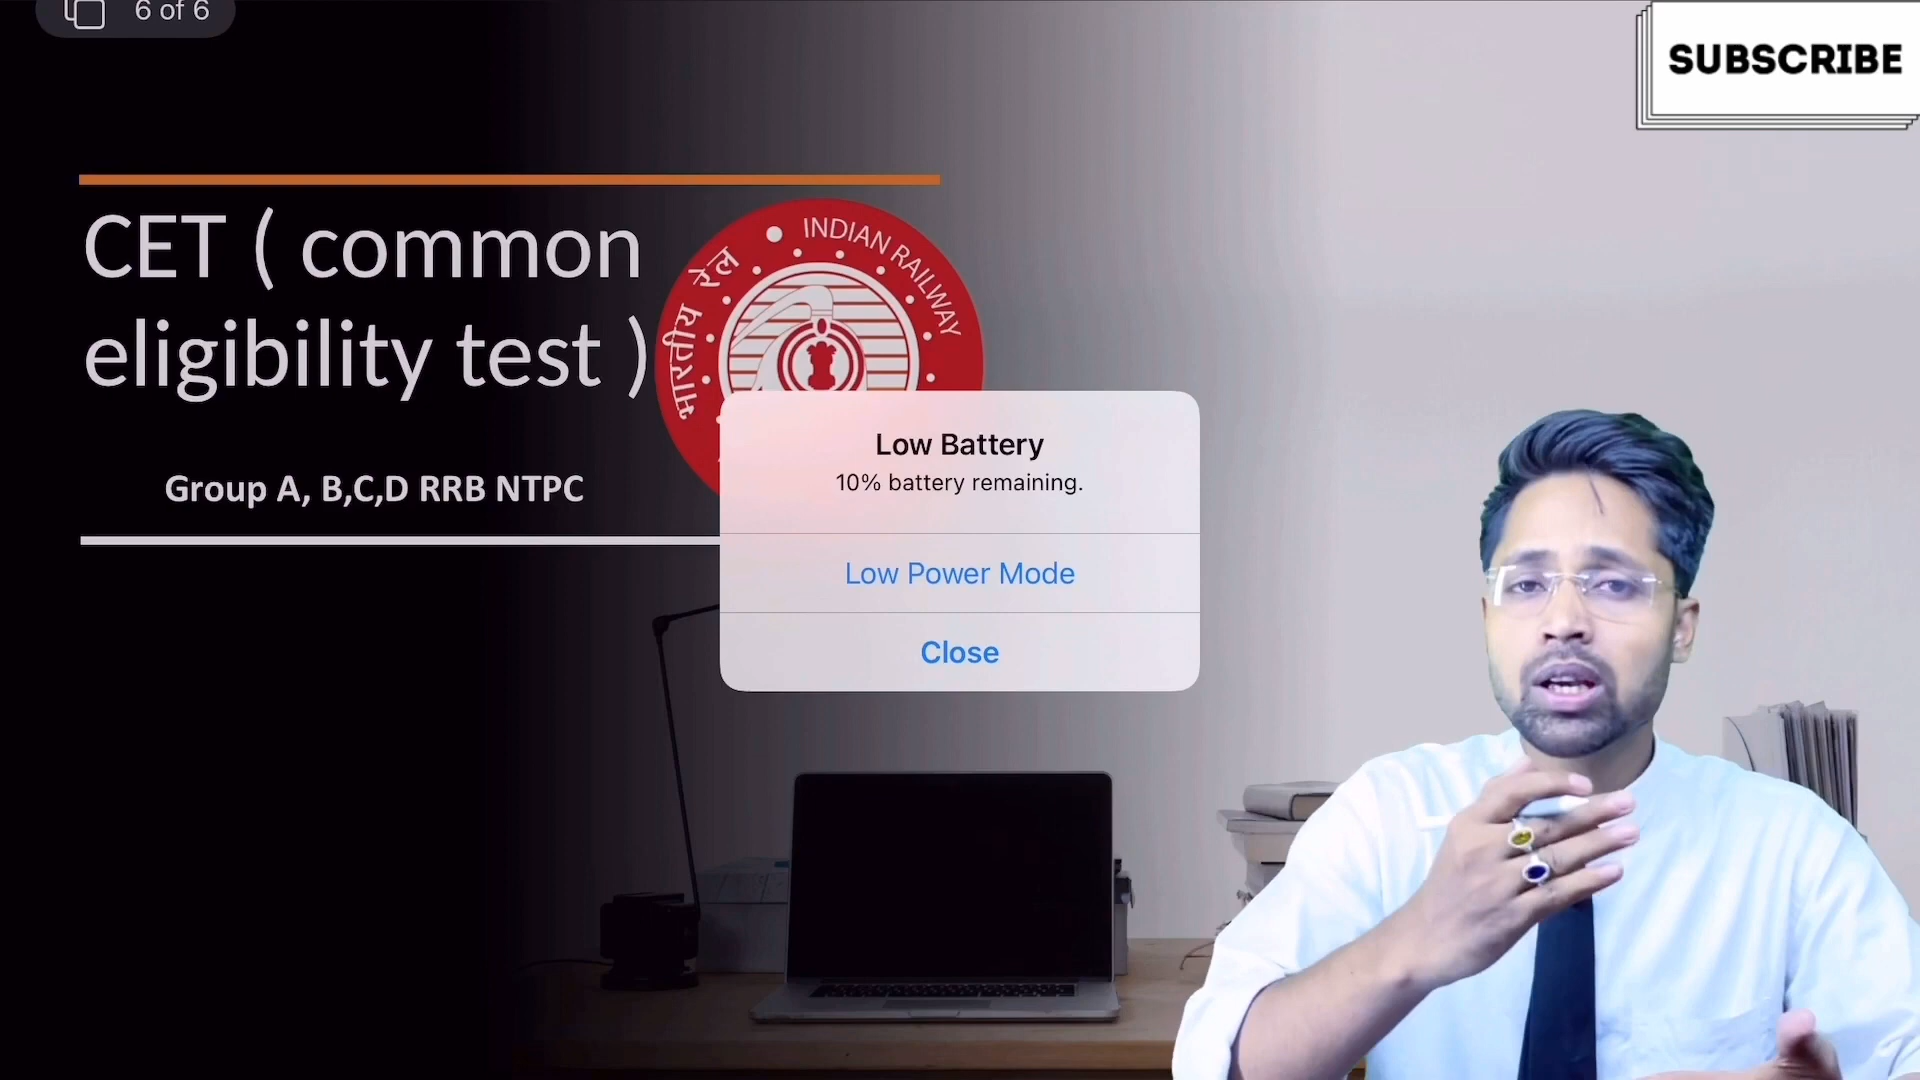 6 of 6
SUBSCRIBE
CET ( common
eligibility test )
INDIAN RAILWAY
भारतीय रेल
Group A, B,C,D RRB NTPC
Low Battery
10% battery remaining.
Low Power Mode
Close